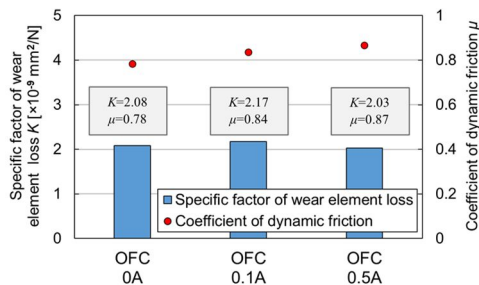 Specific factor of wear
element loss K [×10⁻⁹ mm²/N]
5
4
3
2
1
0
K=2.08
μ=0.78
K=2.17
μ=0.84
K=2.03
μ=0.87
Specific factor of wear element loss
Coefficient of dynamic friction
OFC
0A
OFC
0.1A
OFC
0.5A
1
0.8
0.6
0.4
0.2
0
Coefficient of dynamic friction μ